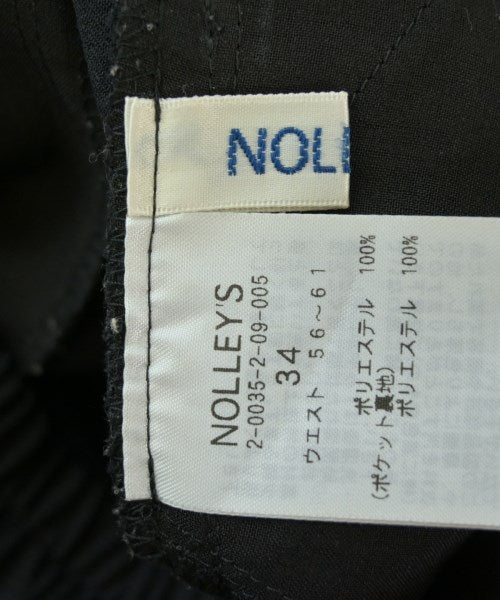 NOLL
NOLLEY'S
2-0035-2-09-005
34
ウエスト 56～61
ポリエステル 100%
(ポケット裏地)
ポリエステル 100%